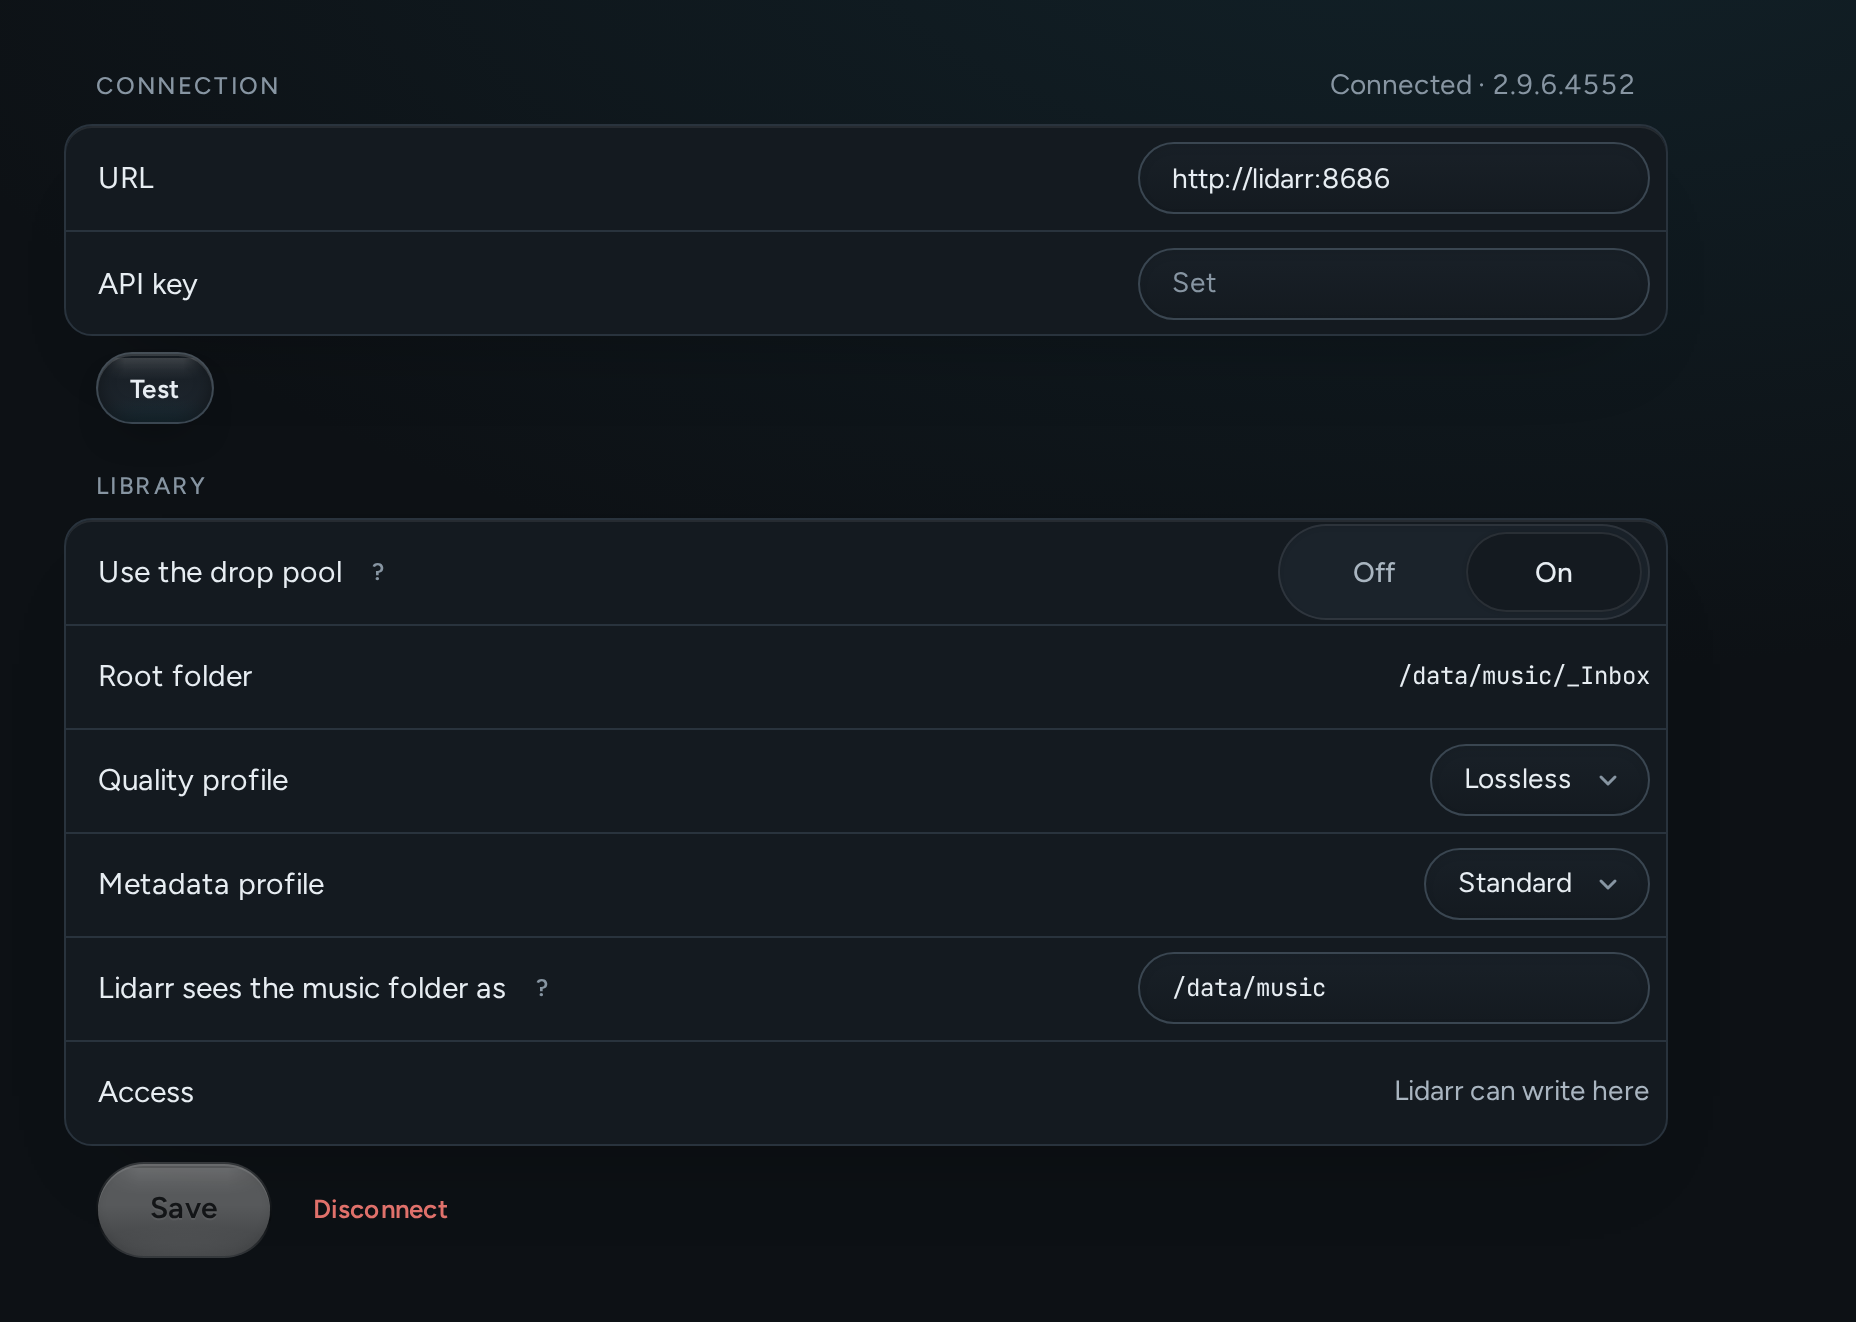 CONNECTION
Connected · 2.9.6.4552
URL
http://lidarr:8686
API key
Set
Test
LIBRARY
Use the drop pool ?
Off On
Root folder
/data/music/_Inbox
Quality profile
Lossless
Metadata profile
Standard
Lidarr sees the music folder as ?
/data/music
Access
Lidarr can write here
Save
Disconnect